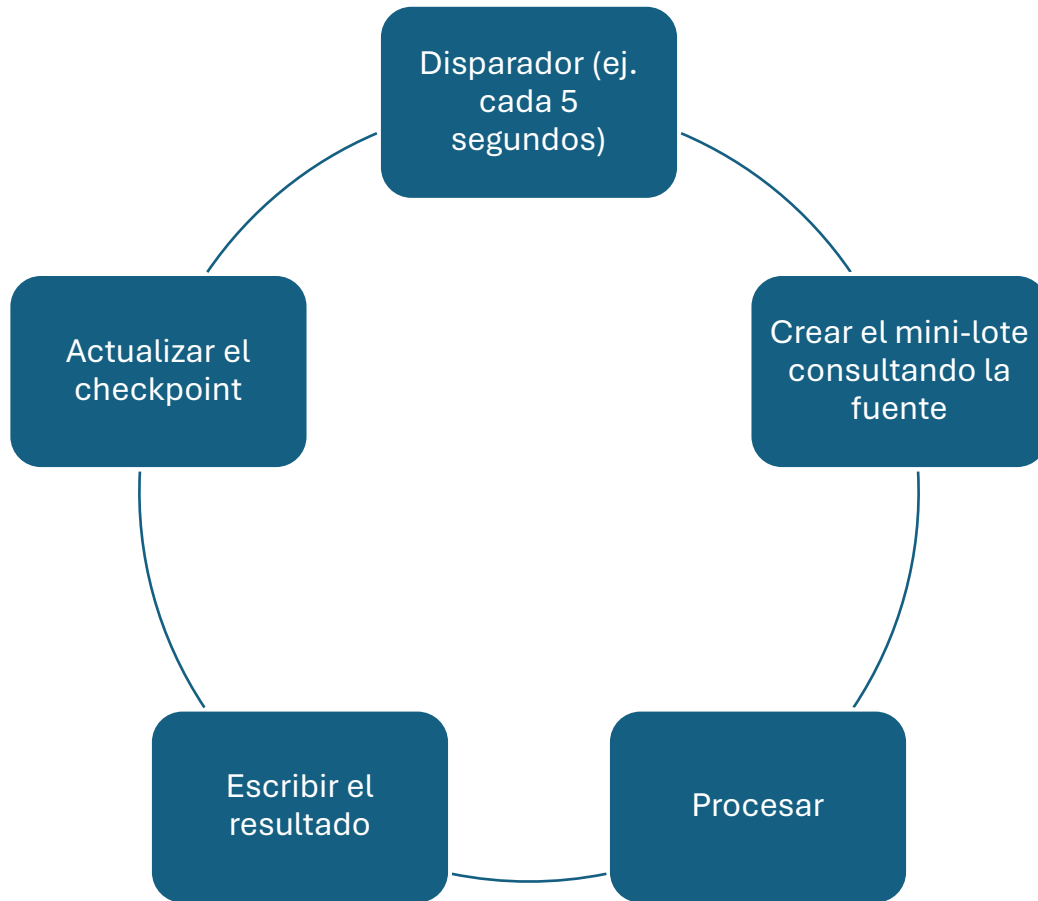 Disparador (ej.
cada 5
segundos)
Crear el mini-lote
consultando la
fuente
Procesar
Escribir el
resultado
Actualizar el
checkpoint